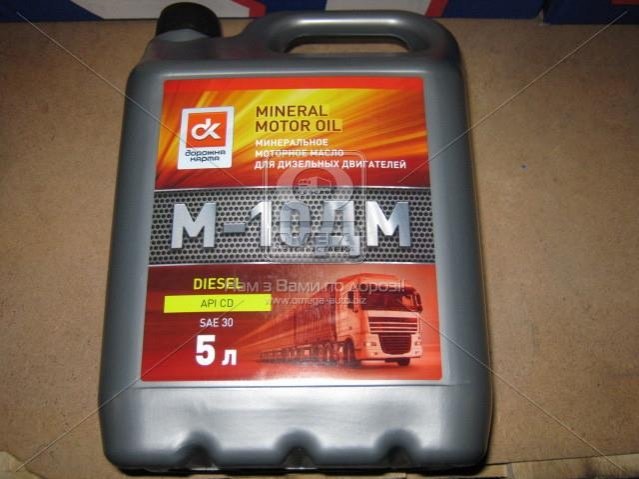 MINERAL
MOTOR OIL
МИНЕРАЛЬНОЕ
МОТОРНОЕ МАСЛО
ДЛЯ ДИЗЕЛЬНЫХ ДВИГАТЕЛЕЙ
дк
дорожна
карта
М-10ДМ
OMEGA
Нам з Вами по дорозі!
www.omega-auto.biz
DIESEL
API CD
SAE 30
5 л